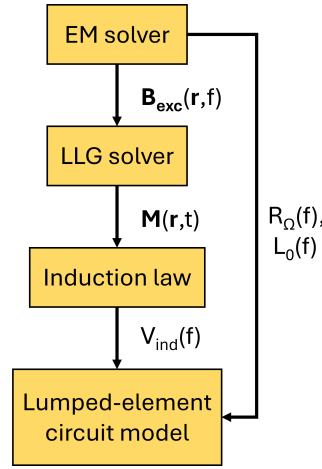 EM solver
B_exc(r,f)
LLG solver
M(r,t)
R_Ω(f),
L_0(f)
Induction law
V_ind(f)
Lumped-element
circuit model